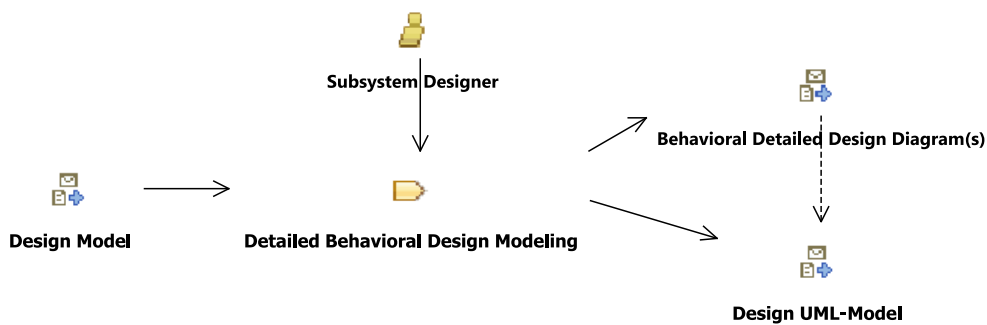 Subsystem Designer
Behavioral Detailed Design Diagram(s)
Design Model
Detailed Behavioral Design Modeling
Design UML-Model